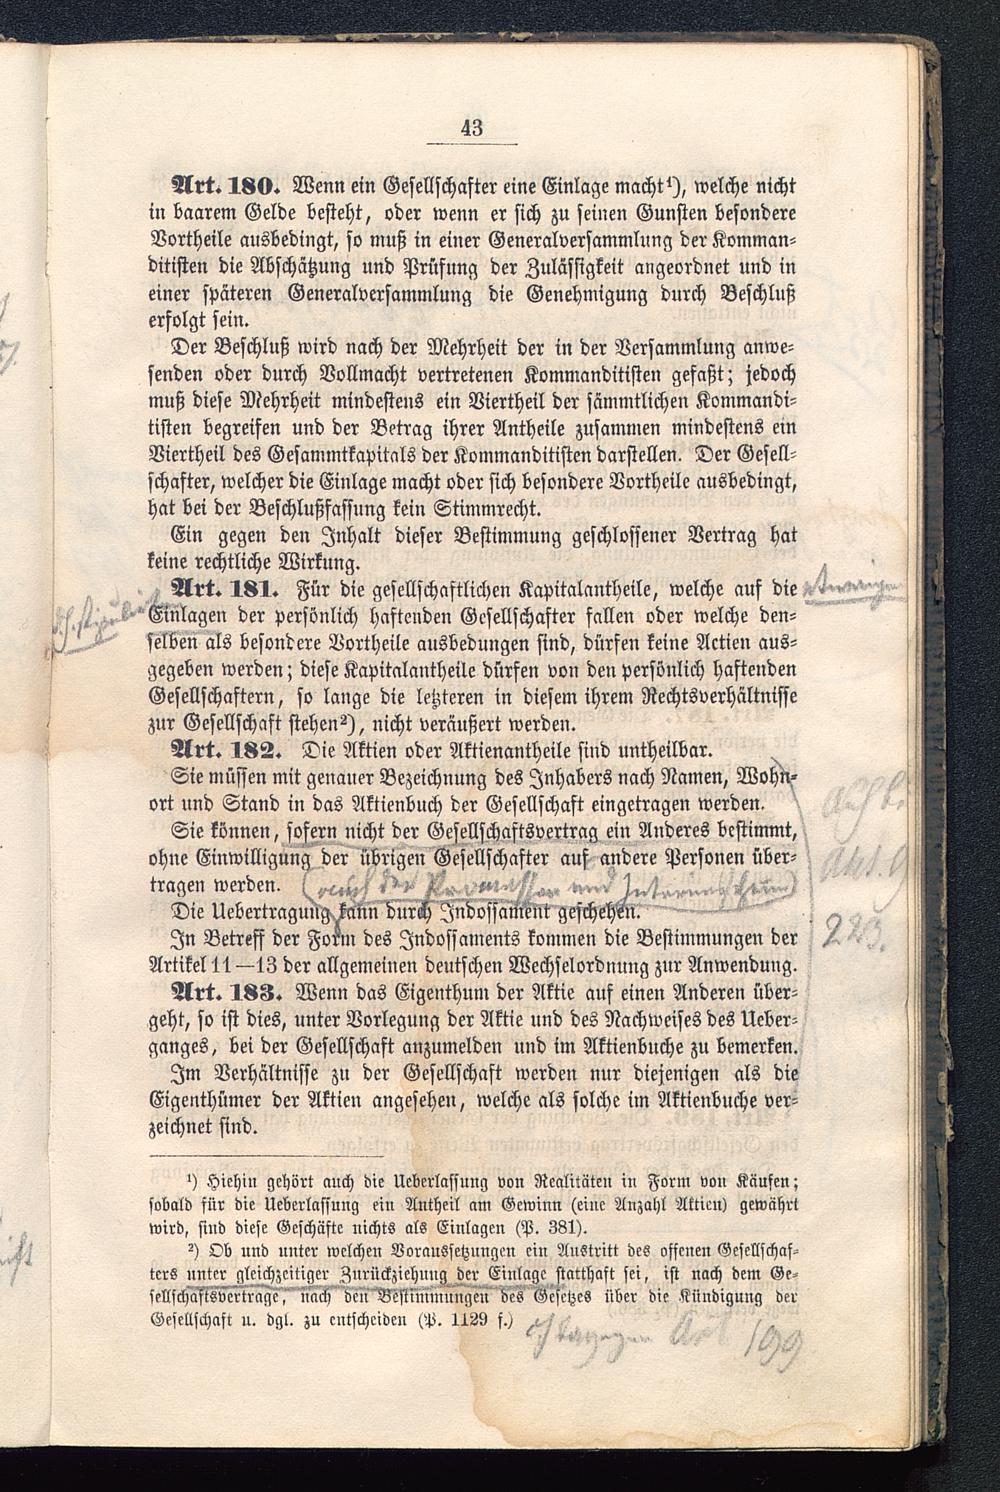 43
Art. 180. Wenn ein Gesellschafter eine Einlage macht¹), welche nicht
in baarem Gelde besteht, oder wenn er sich zu seinen Gunsten besondere
Vortheile ausbedingt, so muß in einer Generalversammlung der Komman-
ditisten die Abschätzung und Prüfung der Zulässigkeit angeordnet und in
einer späteren Generalversammlung die Genehmigung durch Beschluß
erfolgt sein.
Der Beschluß wird nach der Mehrheit der in der Versammlung anwe-
senden oder durch Vollmacht vertretenen Kommanditisten gefaßt; jedoch
muß diese Mehrheit mindestens ein Viertheil der sämmtlichen Kommandi-
tisten begreifen und der Betrag ihrer Antheile zusammen mindestens ein
Viertheil des Gesammtkapitals der Kommanditisten darstellen. Der Gesell-
schafter, welcher die Einlage macht oder sich besondere Vortheile ausbedingt,
hat bei der Beschlußfassung kein Stimmrecht.
Ein gegen den Inhalt dieser Bestimmung geschlossener Vertrag hat
keine rechtliche Wirkung.
Art. 181. Für die gesellschaftlichen Kapitalantheile, welche auf die
Einlagen der persönlich haftenden Gesellschafter fallen oder welche den-
selben als besondere Vortheile ausbedungen sind, dürfen keine Actien aus-
gegeben werden; diese Kapitalantheile dürfen von den persönlich haftenden
Gesellschaftern, so lange die letzteren in diesem ihrem Rechtsverhältnisse
zur Gesellschaft stehen²), nicht veräußert werden.
Art. 182. Die Aktien oder Aktienantheile sind untheilbar.
Sie müssen mit genauer Bezeichnung des Inhabers nach Namen, Wohn-
ort und Stand in das Aktienbuch der Gesellschaft eingetragen werden.
Sie können, sofern nicht der Gesellschaftsvertrag ein Anderes bestimmt,
ohne Einwilligung der übrigen Gesellschafter auf andere Personen über-
tragen werden. (auch der Promessen und Interimsscheine)
Die Uebertragung kann durch Indossament geschehen.
223.
In Betreff der Form des Indossaments kommen die Bestimmungen der
Artikel 11—13 der allgemeinen deutschen Wechselordnung zur Anwendung.
Art. 183. Wenn das Eigenthum der Aktie auf einen Anderen über-
geht, so ist dies, unter Vorlegung der Aktie und des Nachweises des Ueber-
ganges, bei der Gesellschaft anzumelden und im Aktienbuche zu bemerken.
Im Verhältnisse zu der Gesellschaft werden nur diejenigen als die
Eigenthümer der Aktien angesehen, welche als solche im Aktienbuche ver-
zeichnet sind.
¹) Hiehin gehört auch die Ueberlassung von Realitäten in Form von Käufen;
sobald für die Ueberlassung ein Antheil am Gewinn (eine Anzahl Aktien) gewährt
wird, sind diese Geschäfte nichts als Einlagen (P. 381).
²) Ob und unter welchen Voraussetzungen ein Austritt des offenen Gesellschaf-
ters unter gleichzeitiger Zurückziehung der Einlage statthaft sei, ist nach dem Ge-
sellschaftsvertrage, nach den Bestimmungen des Gesetzes über die Kündigung der
Gesellschaft u. dgl. zu entscheiden (P. 1129 f.)
dagegen Art 199